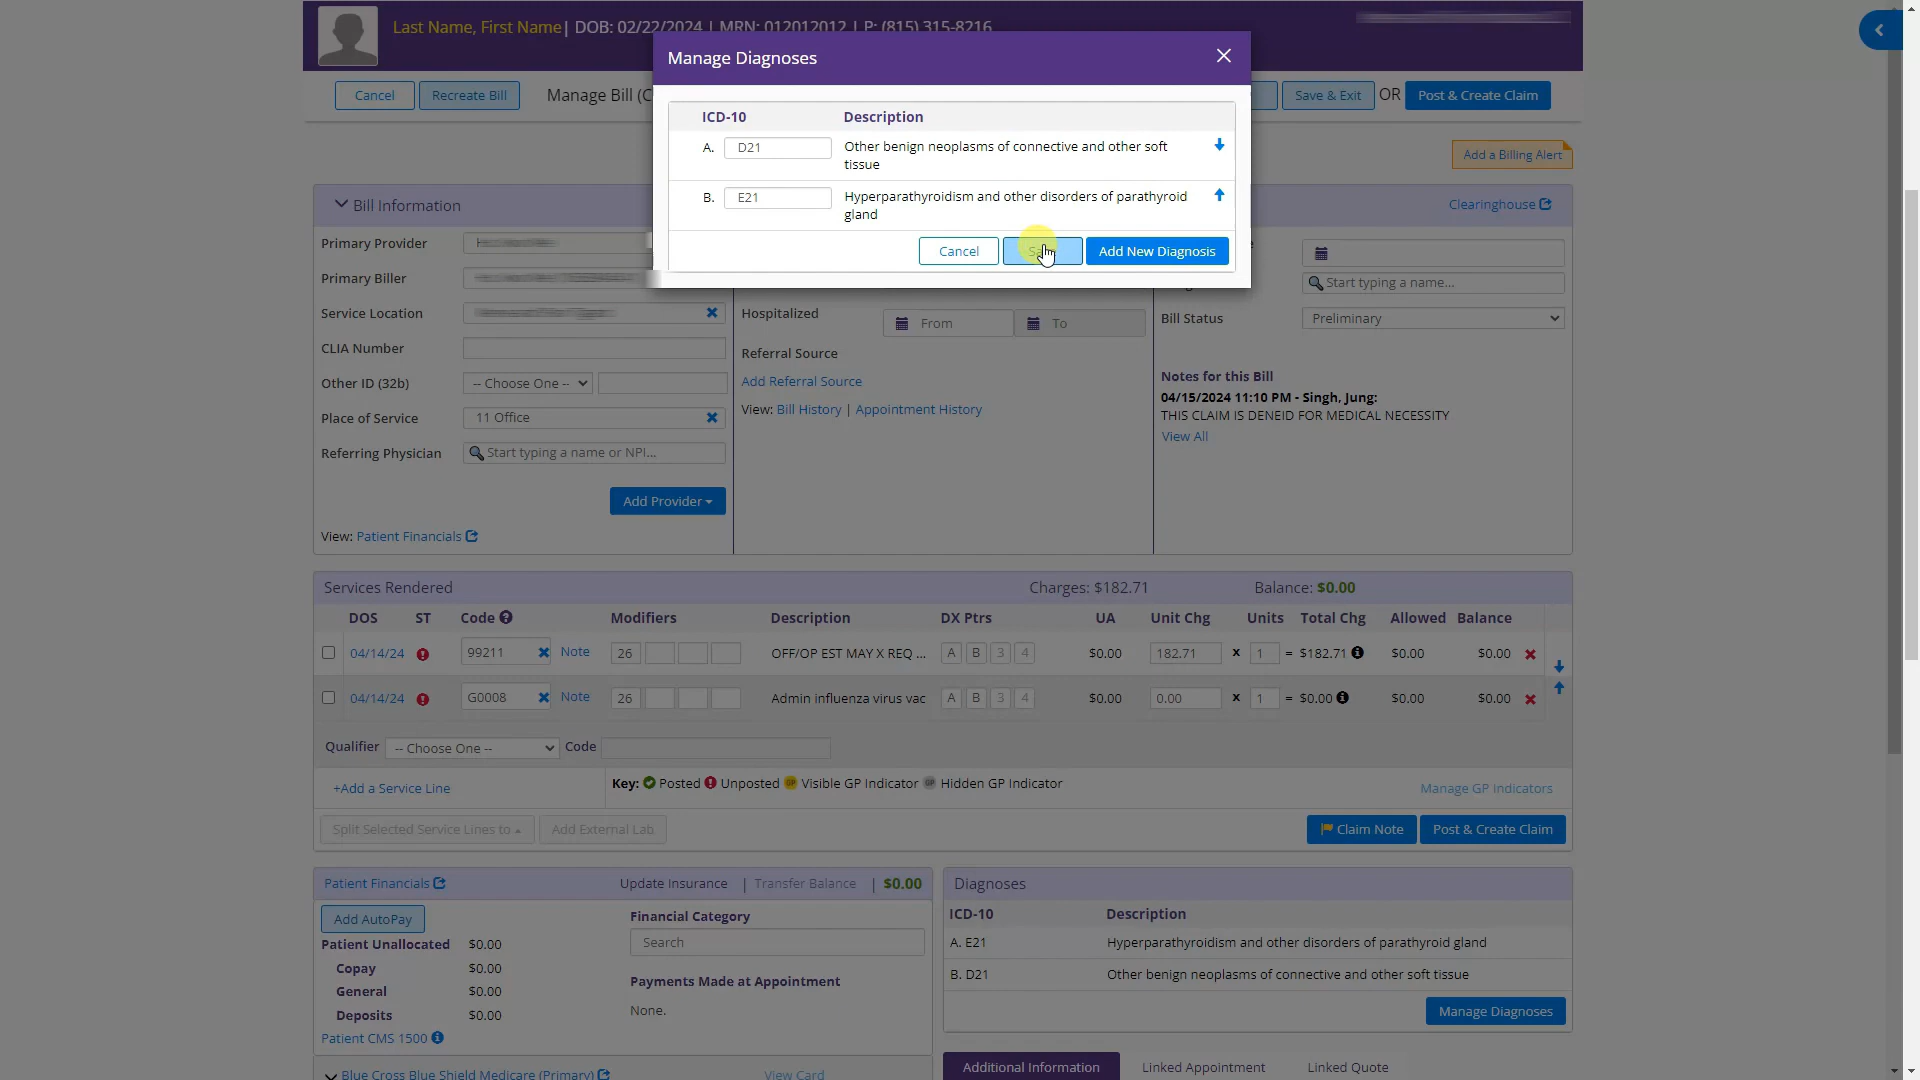 Last Name, First Name | DOB: 02/22/2024 | MRN: 012012012 | P: (815) 315-8216
Manage Diagnoses
Cancel
Recreate Bill
Manage Bill (C
Save & Exit
OR
Post & Create Claim
ICD-10 Description
A. D21 Other benign neoplasms of connective and other soft
tissue
B. E21 Hyperparathyroidism and other disorders of parathyroid
gland
Cancel
Add New Diagnosis
Add a Billing Alert
Bill Information
Clearinghouse
Primary Provider
Primary Biller
Service Location
CLIA Number
Other ID (32b) -- Choose One --
Place of Service 11 Office
Referring Physician Start typing a name or NPI...
Add Provider
View: Patient Financials
Hospitalized From To
Referral Source
Add Referral Source
View: Bill History | Appointment History
Start typing a name...
Bill Status Preliminary
Notes for this Bill
04/15/2024 11:10 PM - Singh, Jung:
THIS CLAIM IS DENEID FOR MEDICAL NECESSITY
View All
Services Rendered Charges: $182.71 Balance: $0.00
DOS ST Code Modifiers Description DX Ptrs UA Unit Chg Units Total Chg Allowed Balance
04/14/24 99211 Note 26 OFF/OP EST MAY X REQ ... A B 3 4 $0.00 182.71 x 1 = $182.71 $0.00 $0.00
04/14/24 G0008 Note 26 Admin influenza virus vac A B 3 4 $0.00 0.00 x 1 = $0.00 $0.00 $0.00
Qualifier -- Choose One -- Code
+Add a Service Line
Key: Posted Unposted Visible GP Indicator Hidden GP Indicator
Manage GP Indicators
Split Selected Service Lines to
Add External Lab
Claim Note
Post & Create Claim
Patient Financials Update Insurance | Transfer Balance | $0.00
Add AutoPay
Patient Unallocated $0.00
Copay $0.00
General $0.00
Deposits $0.00
Patient CMS 1500
Financial Category
Search
Payments Made at Appointment
None.
Blue Cross Blue Shield Medicare (Primary)
View Card
Diagnoses
ICD-10 Description
A. E21 Hyperparathyroidism and other disorders of parathyroid gland
B. D21 Other benign neoplasms of connective and other soft tissue
Manage Diagnoses
Additional Information
Linked Appointment
Linked Quote